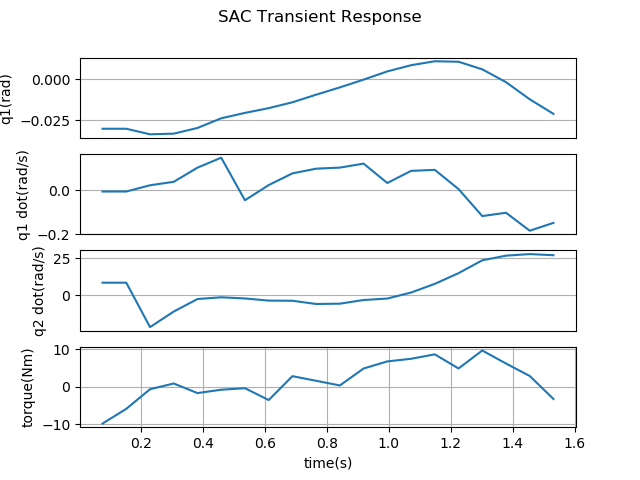 SAC Transient Response
q1(rad)
0.000
−0.025
q1 dot(rad/s)
0.0
−0.2
q2 dot(rad/s)
25
0
torque(Nm)
10
0
−10
0.2 0.4 0.6 0.8 1.0 1.2 1.4 1.6
time(s)